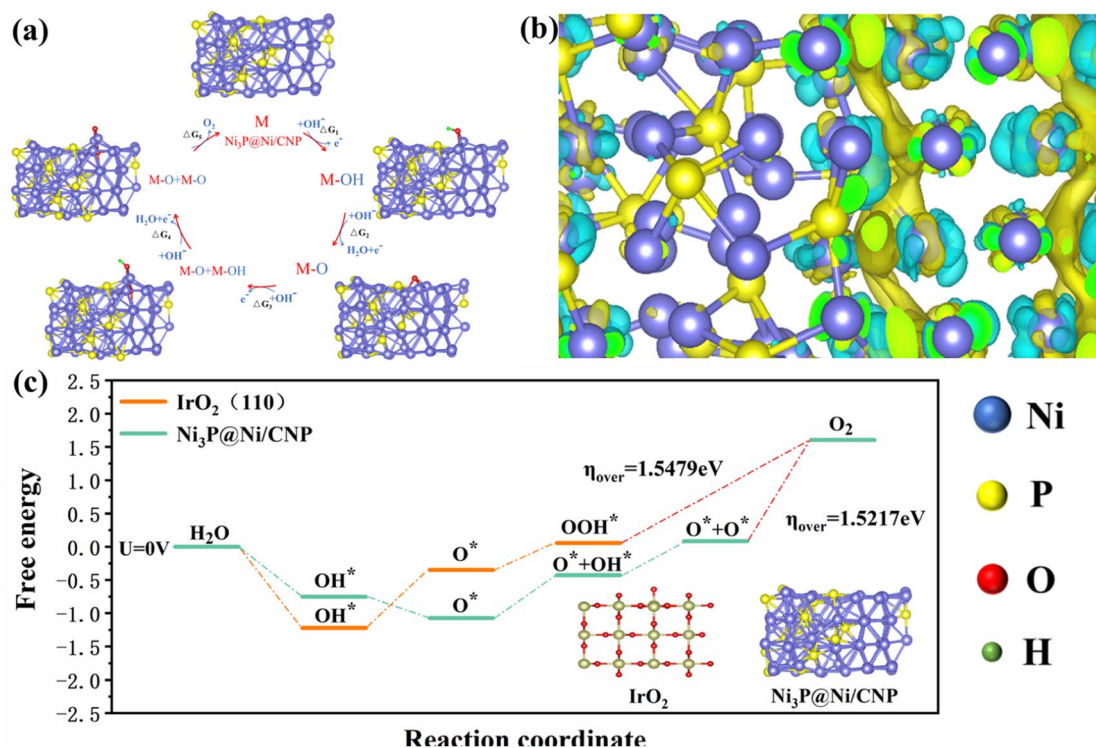 (a)
M
Ni₃P@Ni/CNP
+OH⁻
△G₁
e⁻
M-OH
+OH⁻
△G₂
H₂O+e⁻
M-O
+OH⁻
△G₃
e⁻
M-O+M-OH
+OH⁻
△G₄
H₂O+e⁻
M-O+M-O
△G₅
O₂
(b)
(c)
2.5
2.0
1.5
1.0
0.5
0.0
-0.5
-1.0
-1.5
-2.0
-2.5
Free energy
Reaction coordinate
IrO₂（110）
Ni₃P@Ni/CNP
U=0V
H₂O
OH*
OH*
O*
O*
OOH*
O*+OH*
O*+O*
O₂
η_over=1.5479eV
η_over=1.5217eV
IrO₂
Ni₃P@Ni/CNP
Ni
P
O
H